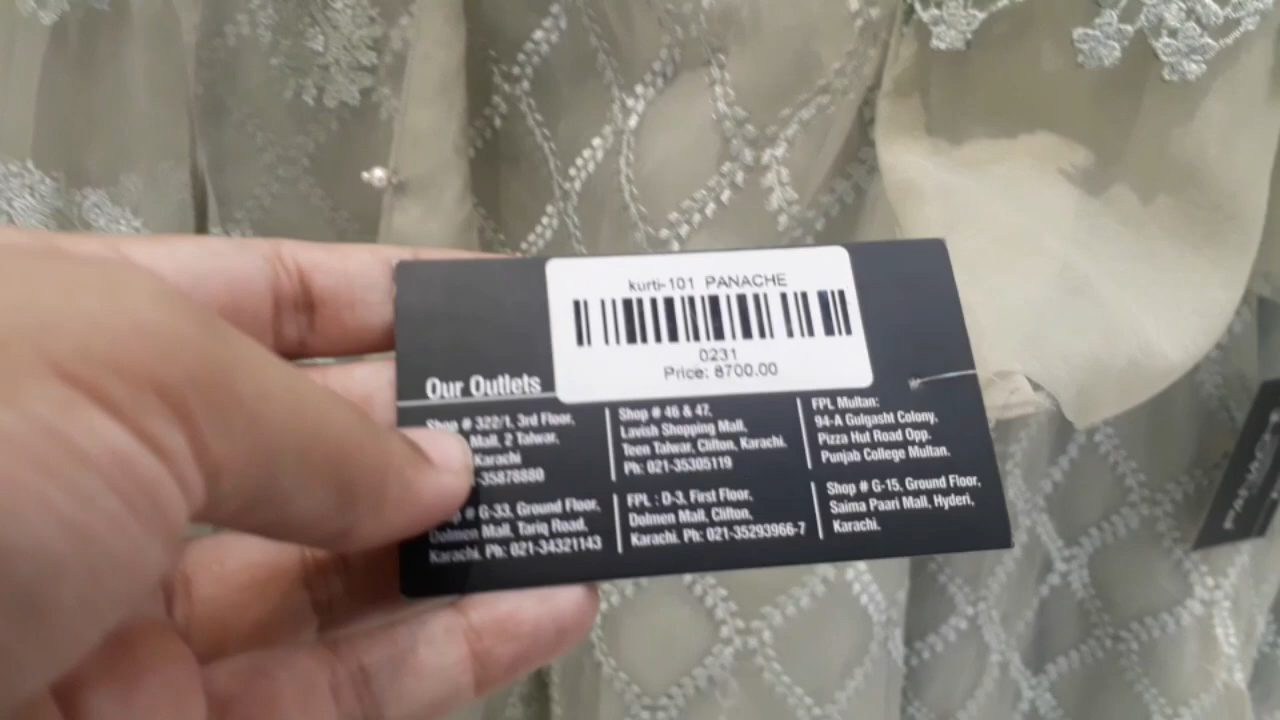 kurti-101 PANACHE
0231
Price: 8700.00
Our Outlets
Shop # 322/1, 3rd Floor,
Mall, 2 Talwar,
Karachi
-35878880
Shop # 46 & 47,
Lavish Shopping Mall,
Teen Talwar, Clifton, Karachi.
Ph: 021-35305119
FPL Multan:
94-A Gulgasht Colony,
Pizza Hut Road Opp.
Punjab College Multan.
# G-33, Ground Floor,
Dolmen Mall, Tariq Road,
Karachi. Ph: 021-34321143
FPL : D-3, First Floor,
Dolmen Mall, Clifton,
Karachi. Ph: 021-35293966-7
Shop # G-15, Ground Floor,
Saima Paari Mall, Hyderi,
Karachi.